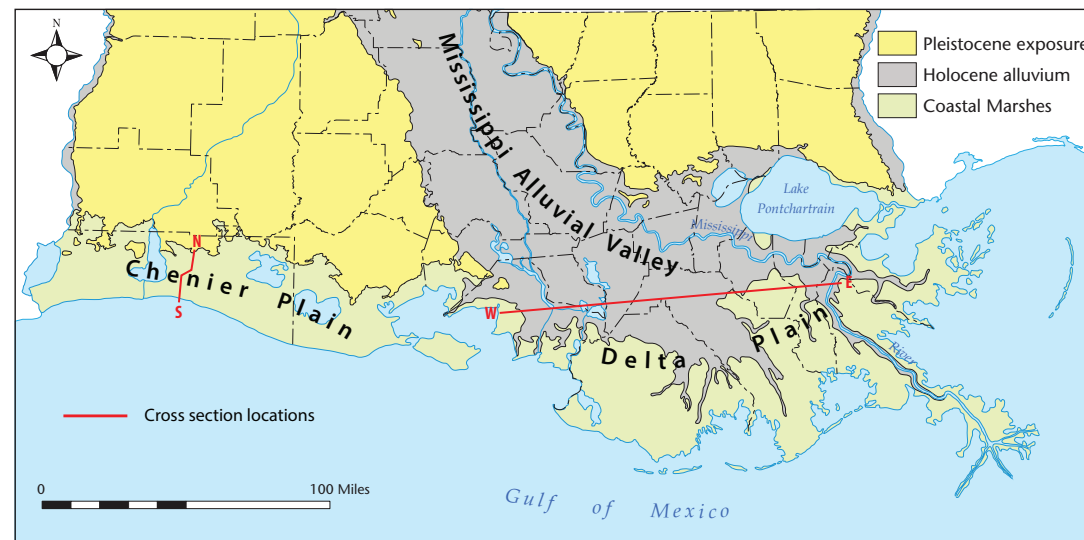 N
Pleistocene exposure
Holocene alluvium
Coastal Marshes
Mississippi Alluvial Valley
Lake
Pontchartrain
Mississippi
River
N
S
Chenier Plain
W
E
Delta Plain
Cross section locations
0
100 Miles
Gulf of Mexico